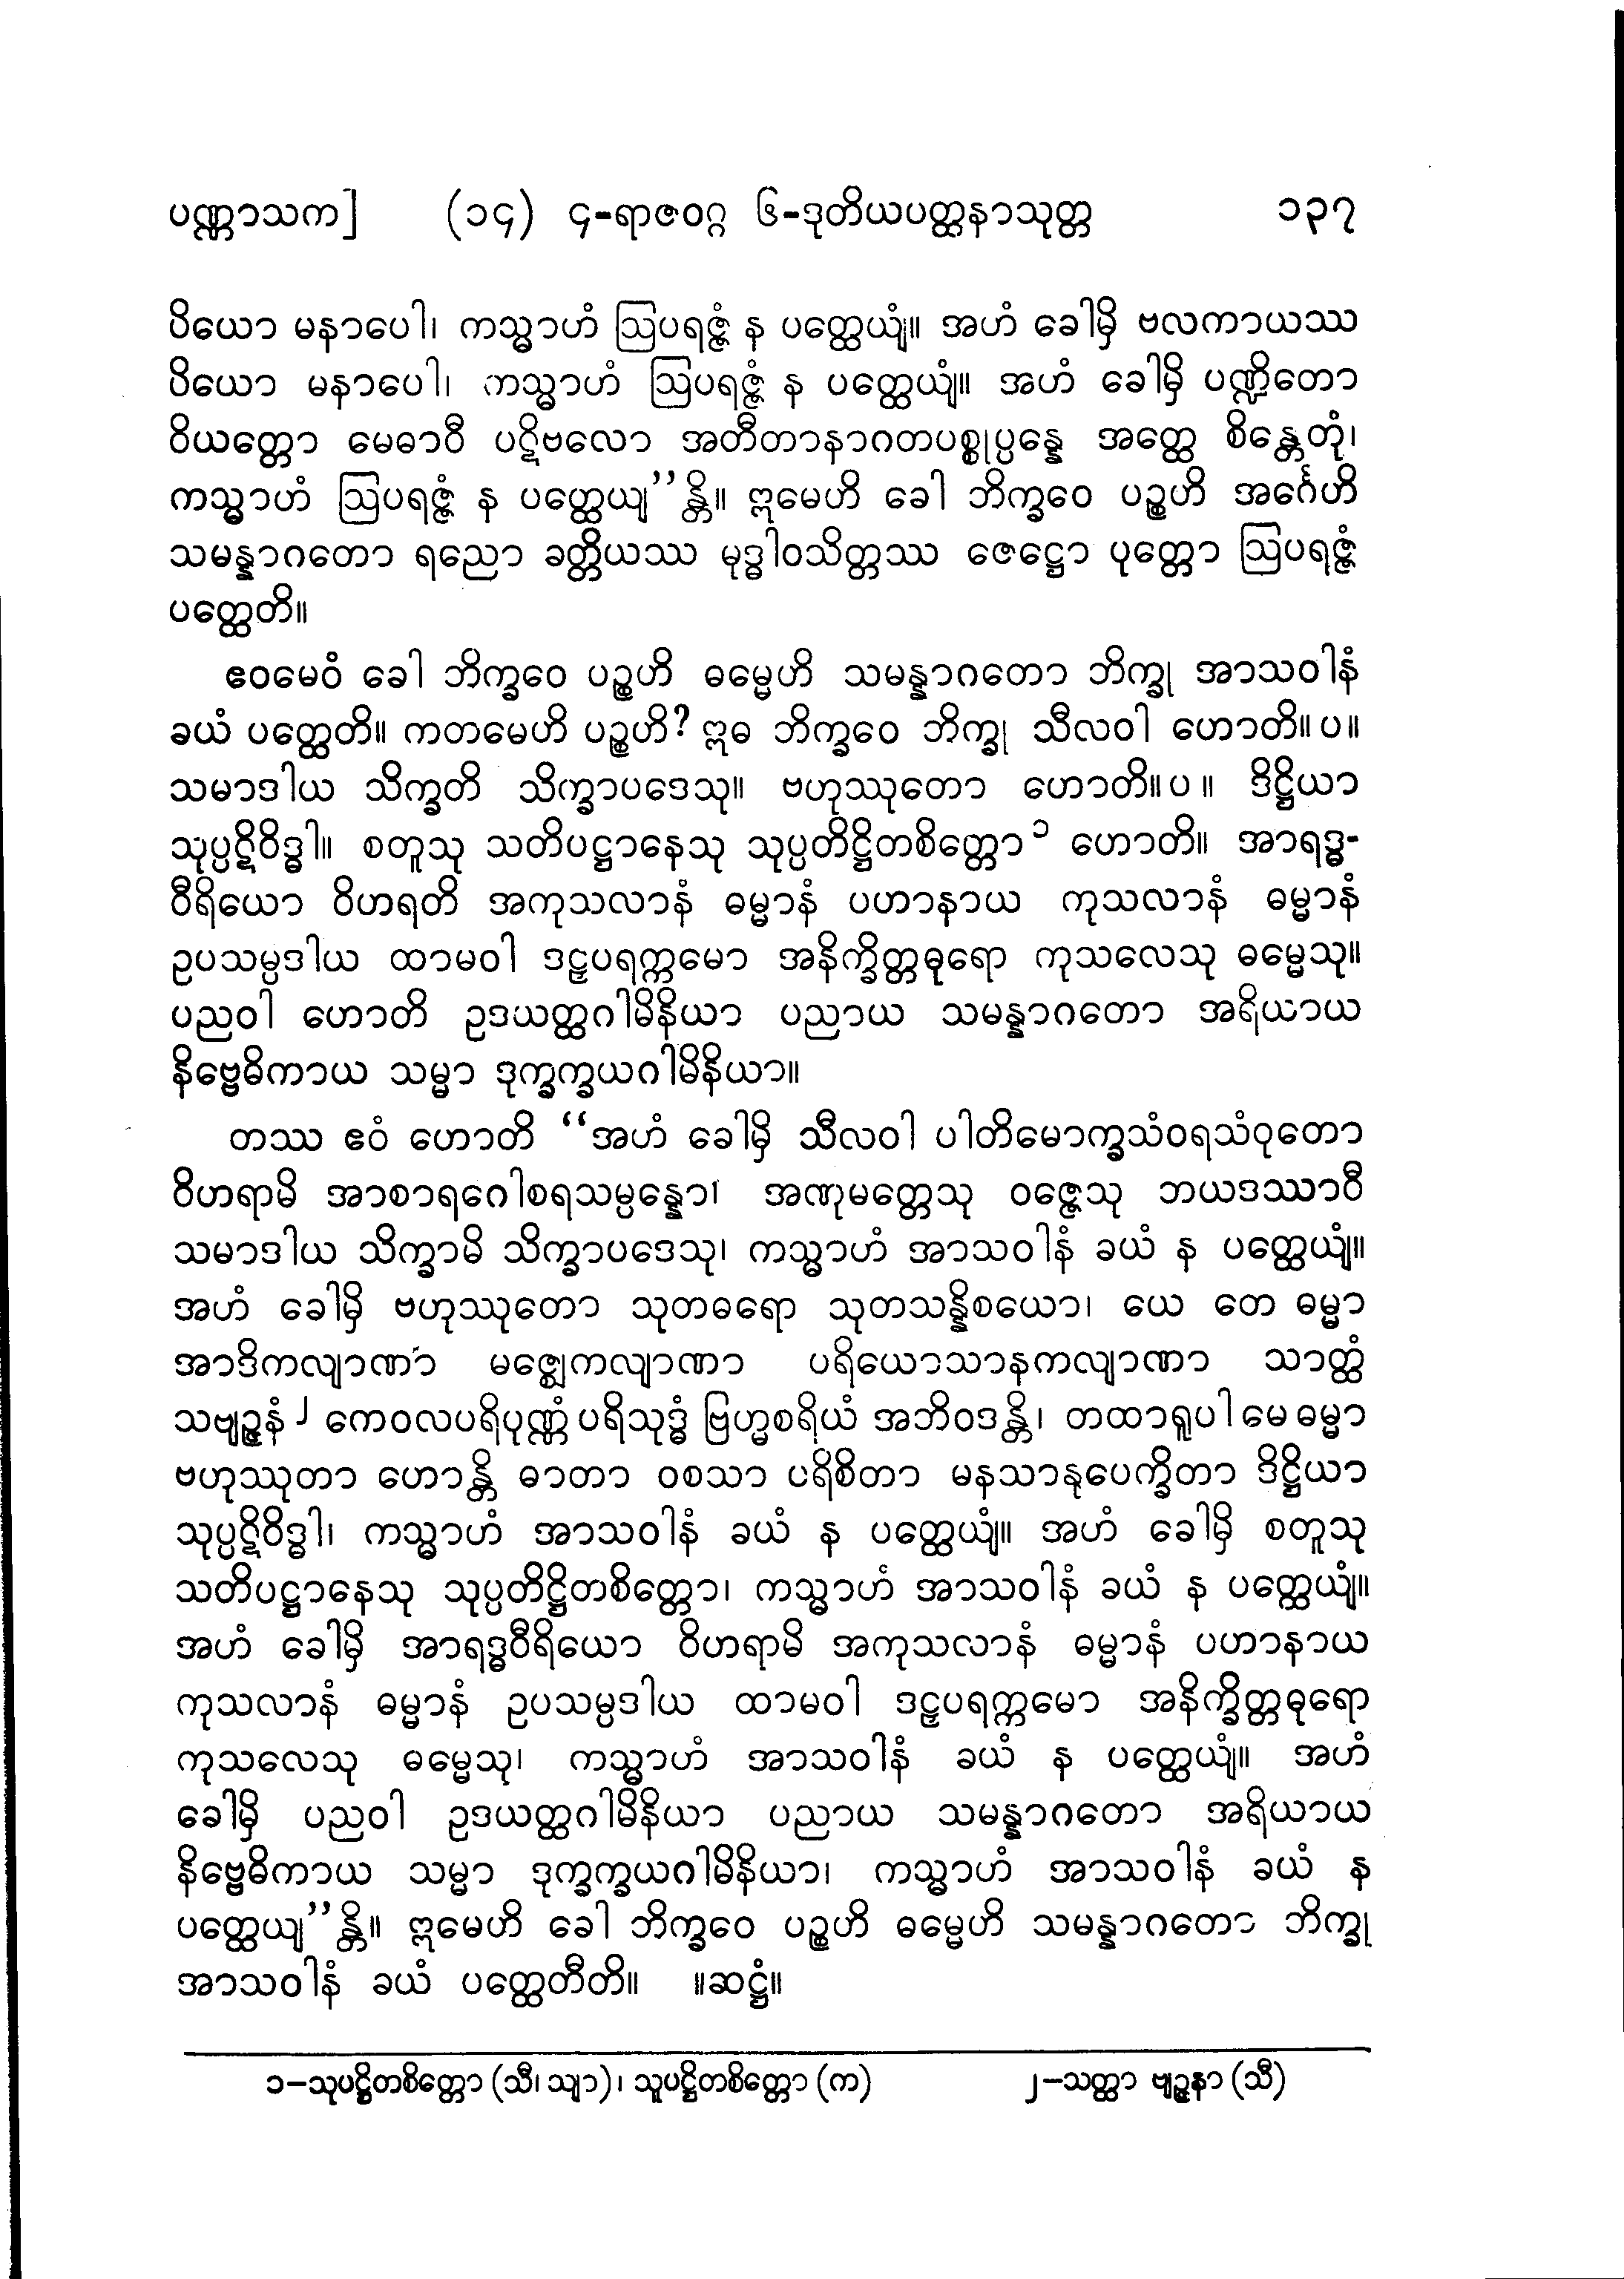 ပဏ္ဏာသက] (၁၄) ၄-ရာဇဝဂ္ဂ ၆-ဒုတိယပတ္ထနာသုတ္တ ၁၃၇
ပိယော မနာပေါ၊ ကသ္မာဟံ ဩပရဇ္ဇံ န ပတ္ထေယျံ။ အဟံ ခေါမှိ ဗလကာယဿ
ပိယော မနာပေါ၊ ကသ္မာဟံ ဩပရဇ္ဇံ န ပတ္ထေယျံ။ အဟံ ခေါမှိ ပဏ္ဍိတော
ဝိယတ္တော မေဓာဝီ ပဋိဗလော အတီတာနာဂတပစ္စုပ္ပန္နေ အတ္ထေ စိန္တေတုံ၊
ကသ္မာဟံ ဩပရဇ္ဇံ န ပတ္ထေယျ’’န္တိ။ ဣမေဟိ ခေါ ဘိက္ခဝေ ပဉ္စဟိ အင်္ဂေဟိ
သမန္နာဂတော ရညော ခတ္တိယဿ မုဒ္ဓါဝသိတ္တဿ ဇေဋ္ဌော ပုတ္တော ဩပရဇ္ဇံ
ပတ္ထေတိ။
ဧဝမေဝံ ခေါ ဘိက္ခဝေ ပဉ္စဟိ ဓမ္မေဟိ သမန္နာဂတော ဘိက္ခု အာသဝါနံ
ခယံ ပတ္ထေတိ။ ကတမေဟိ ပဉ္စဟိ? ဣဓ ဘိက္ခဝေ ဘိက္ခု သီလဝါ ဟောတိ။ပ။
သမာဒါယ သိက္ခတိ သိက္ခာပဒေသု။ ဗဟုဿုတော ဟောတိ။ပ။ ဒိဋ္ဌိယာ
သုပ္ပဋိဝိဒ္ဓါ။ စတူသု သတိပဋ္ဌာနေသု သုပ္ပတိဋ္ဌိတစိတ္တော၁ ဟောတိ။ အာရဒ္ဓ-
ဝီရိယော ဝိဟရတိ အကုသလာနံ ဓမ္မာနံ ပဟာနာယ ကုသလာနံ ဓမ္မာနံ
ဥပသမ္ပဒါယ ထာမဝါ ဒဠှပရက္ကမော အနိက္ခိတ္တဓုရော ကုသလေသု ဓမ္မေသု။
ပညဝါ ဟောတိ ဥဒယတ္ထဂါမိနိယာ ပညာယ သမန္နာဂတော အရိယာယ
နိဗ္ဗေဓိကာယ သမ္မာ ဒုက္ခက္ခယဂါမိနိယာ။
တဿ ဧဝံ ဟောတိ “အဟံ ခေါမှိ သီလဝါ ပါတိမောက္ခသံဝရသံဝုတော
ဝိဟရာမိ အာစာရဂေါစရသမ္ပန္နော၊ အဏုမတ္တေသု ဝဇ္ဇေသု ဘယဒဿာဝီ
သမာဒါယ သိက္ခာမိ သိက္ခာပဒေသု၊ ကသ္မာဟံ အာသဝါနံ ခယံ န ပတ္ထေယျံ။
အဟံ ခေါမှိ ဗဟုဿုတော သုတဓရော သုတသန္နိစယော၊ ယေ တေ ဓမ္မာ
အာဒိကလျာဏာ မဇ္ဈေကလျာဏာ ပရိယောသာနကလျာဏာ သာတ္ထံ
သဗျဉ္ဇနံ၂ ကေဝလပရိပုဏ္ဏံ ပရိသုဒ္ဓံ ဗြဟ္မစရိယံ အဘိဝဒန္တိ၊ တထာရူပါ မေ ဓမ္မာ
ဗဟုဿုတာ ဟောန္တိ ဓာတာ ဝစသာ ပရိစိတာ မနသာနုပေက္ခိတာ ဒိဋ္ဌိယာ
သုပ္ပဋိဝိဒ္ဓါ၊ ကသ္မာဟံ အာသဝါနံ ခယံ န ပတ္ထေယျံ။ အဟံ ခေါမှိ စတူသု
သတိပဋ္ဌာနေသု သုပ္ပတိဋ္ဌိတစိတ္တော၊ ကသ္မာဟံ အာသဝါနံ ခယံ န ပတ္ထေယျံ။
အဟံ ခေါမှိ အာရဒ္ဓဝီရိယော ဝိဟရာမိ အကုသလာနံ ဓမ္မာနံ ပဟာနာယ
ကုသလာနံ ဓမ္မာနံ ဥပသမ္ပဒါယ ထာမဝါ ဒဠှပရက္ကမော အနိက္ခိတ္တဓုရော
ကုသလေသု ဓမ္မေသု၊ ကသ္မာဟံ အာသဝါနံ ခယံ န ပတ္ထေယျံ။ အဟံ
ခေါမှိ ပညဝါ ဥဒယတ္ထဂါမိနိယာ ပညာယ သမန္နာဂတော အရိယာယ
နိဗ္ဗေဓိကာယ သမ္မာ ဒုက္ခက္ခယဂါမိနိယာ၊ ကသ္မာဟံ အာသဝါနံ ခယံ န
ပတ္ထေယျ’’န္တိ။ ဣမေဟိ ခေါ ဘိက္ခဝေ ပဉ္စဟိ ဓမ္မေဟိ သမန္နာဂတော ဘိက္ခု
အာသဝါနံ ခယံ ပတ္ထေတီတိ။ ။ဆဋ္ဌံ။
၁-သုပဋ္ဌိတစိတ္တော (သီ၊ သျာ)၊ သူပဋ္ဌိတစိတ္တော (က) ၂-သတ္ထာ ဗျဉ္ဇနာ (သီ)